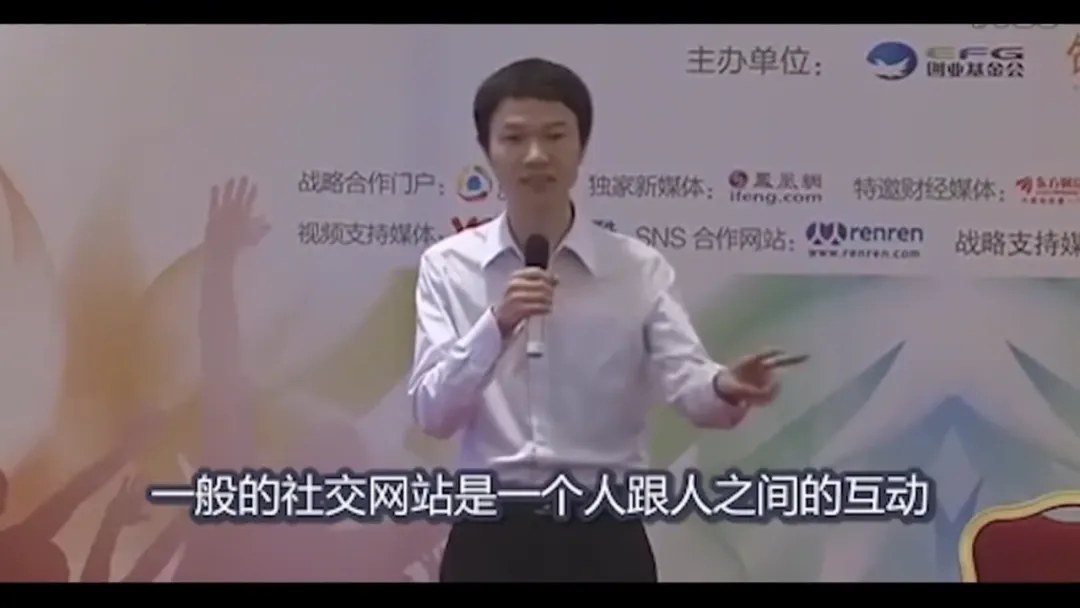 主办单位： EFG 创业基金会
战略合作门户： 独家新媒体： 鳳凰網 ifeng.com 特邀财经媒体：
视频支持媒体： SNS 合作网站： renren www.renren.com 战略支持媒
一般的社交网站是一个人跟人之间的互动